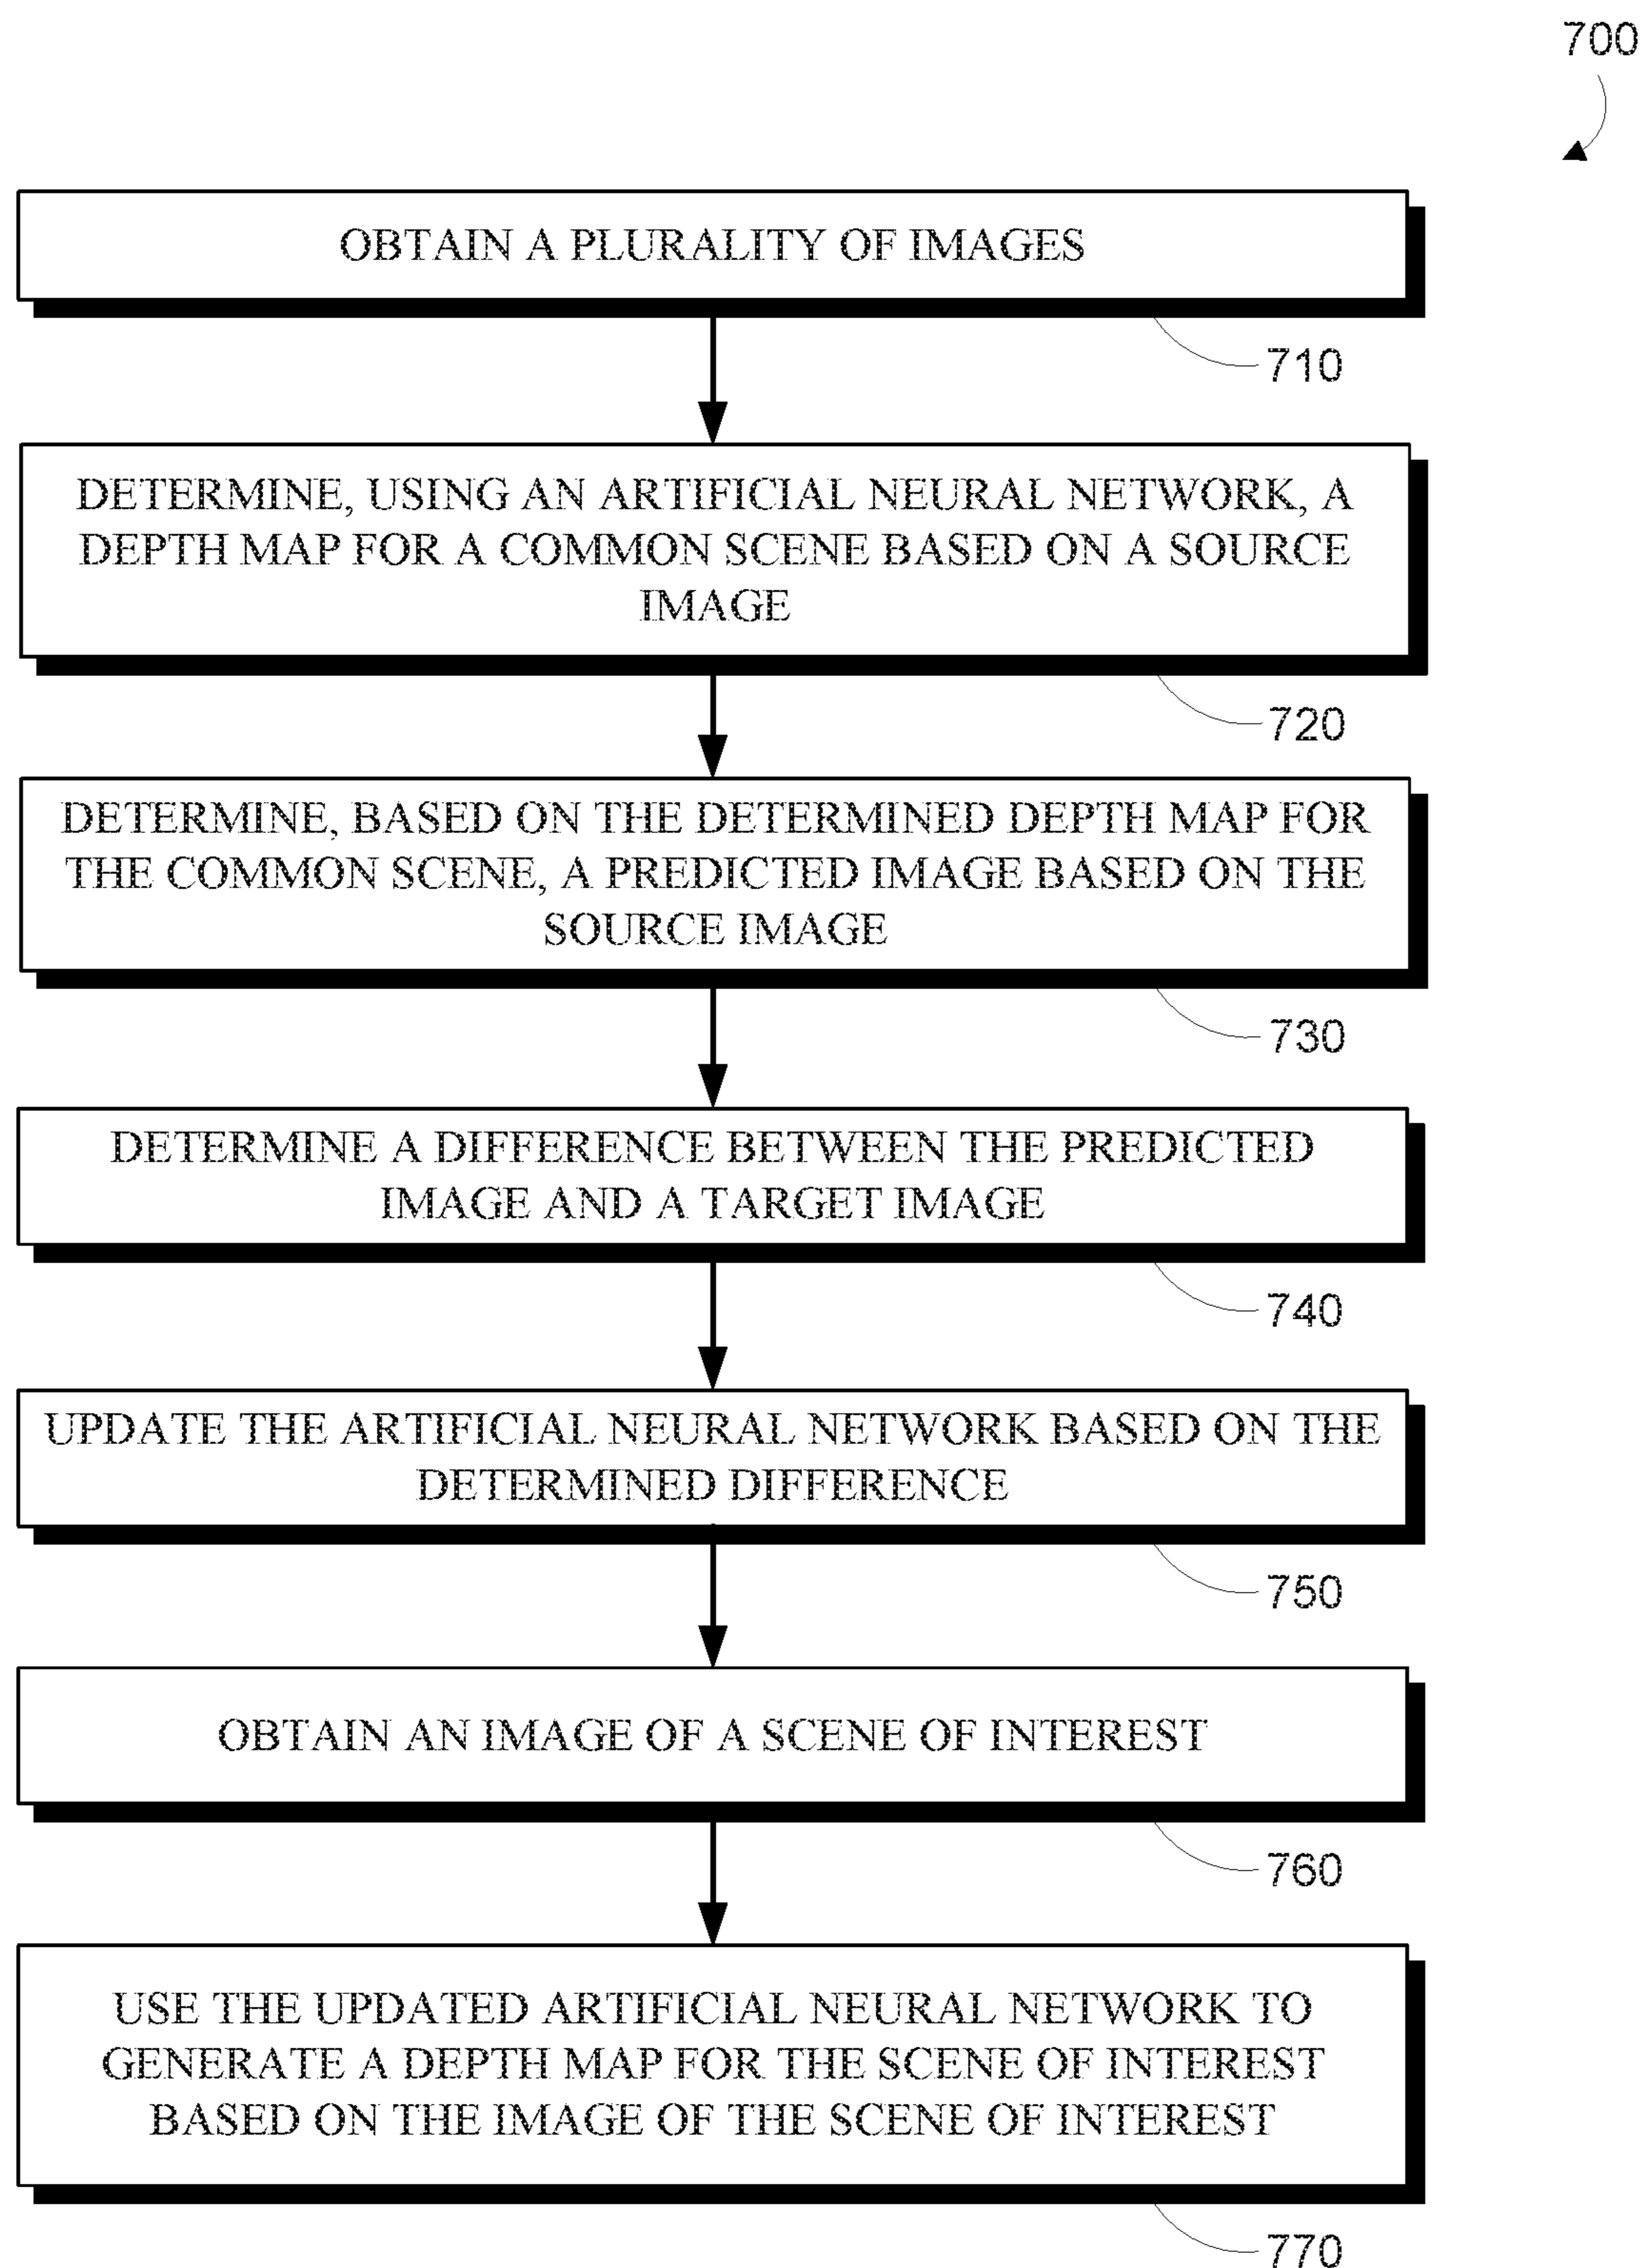 700
OBTAIN A PLURALITY OF IMAGES
710
DETERMINE, USING AN ARTIFICIAL NEURAL NETWORK, A
DEPTH MAP FOR A COMMON SCENE BASED ON A SOURCE
IMAGE
720
DETERMINE, BASED ON THE DETERMINED DEPTH MAP FOR
THE COMMON SCENE, A PREDICTED IMAGE BASED ON THE
SOURCE IMAGE
730
DETERMINE A DIFFERENCE BETWEEN THE PREDICTED
IMAGE AND A TARGET IMAGE
740
UPDATE THE ARTIFICIAL NEURAL NETWORK BASED ON THE
DETERMINED DIFFERENCE
750
OBTAIN AN IMAGE OF A SCENE OF INTEREST
760
USE THE UPDATED ARTIFICIAL NEURAL NETWORK TO
GENERATE A DEPTH MAP FOR THE SCENE OF INTEREST
BASED ON THE IMAGE OF THE SCENE OF INTEREST
770